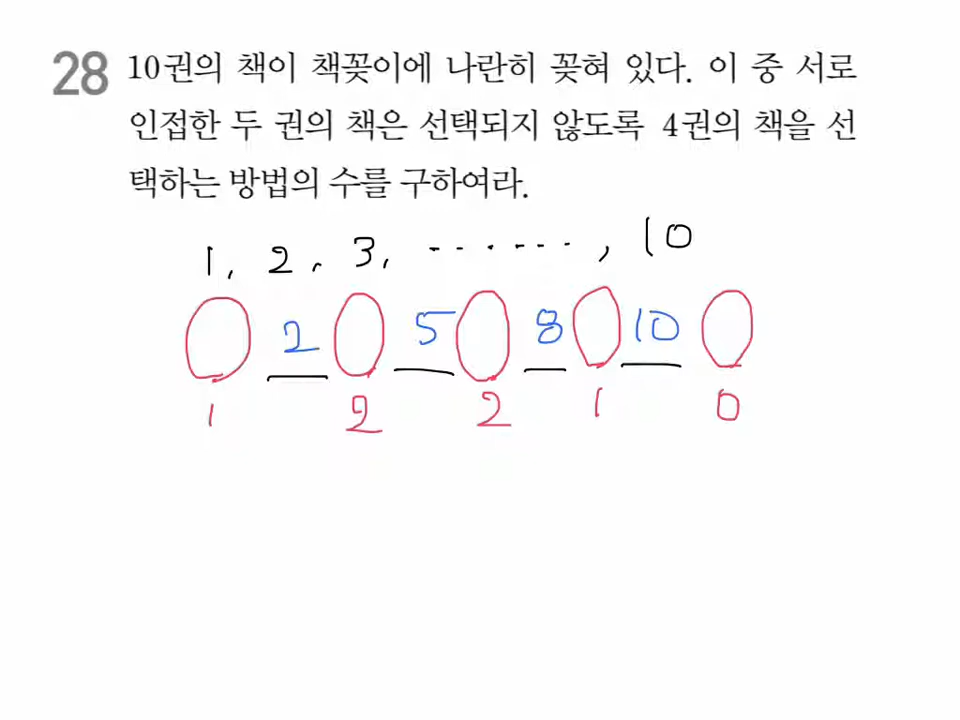 28 10권의 책이 책꽂이에 나란히 꽂혀 있다. 이 중 서로
인접한 두 권의 책은 선택되지 않도록 4권의 책을 선
택하는 방법의 수를 구하여라.
1, 2, 3, ......, 10
2 5 8 10
1 2 2 1 0